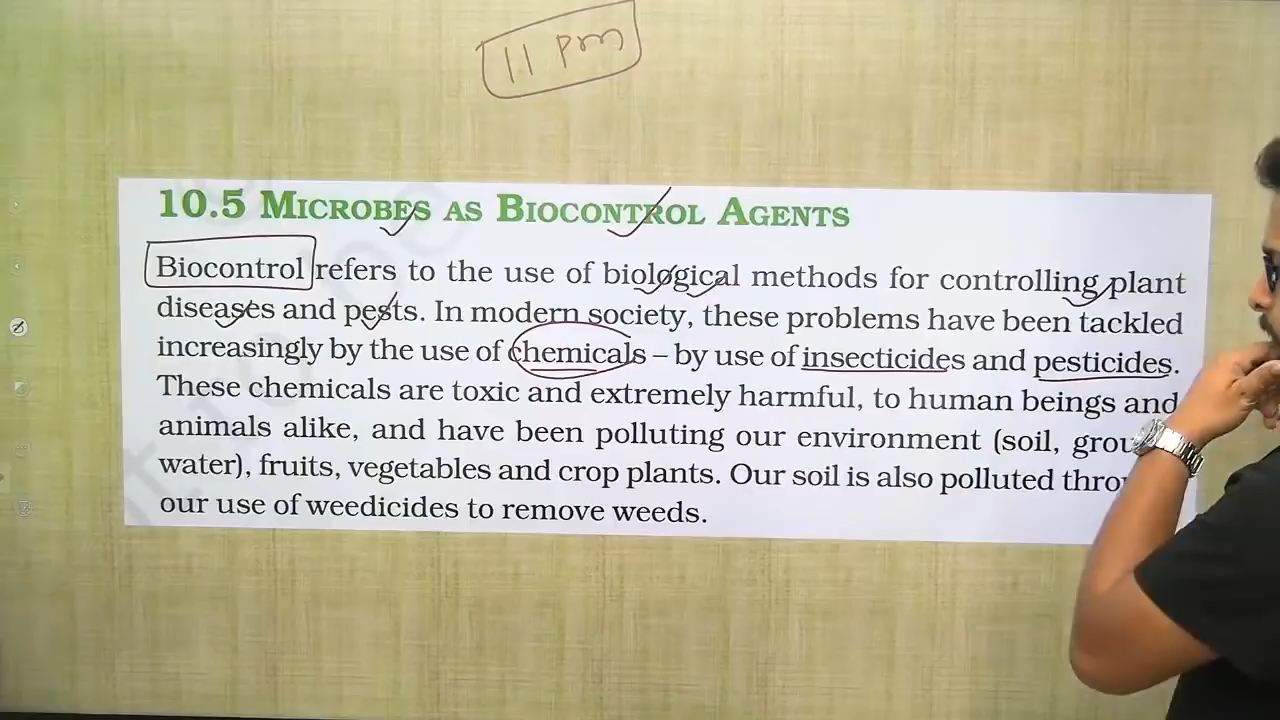 11 pm
10.5 MICROBES AS BIOCONTROL AGENTS
Biocontrol refers to the use of biological methods for controlling plant
diseases and pests. In modern society, these problems have been tackled
increasingly by the use of chemicals – by use of insecticides and pesticides.
These chemicals are toxic and extremely harmful, to human beings and
animals alike, and have been polluting our environment (soil,
water), fruits, vegetables and crop plants. Our soil is also polluted
our use of weedicides to remove weeds.